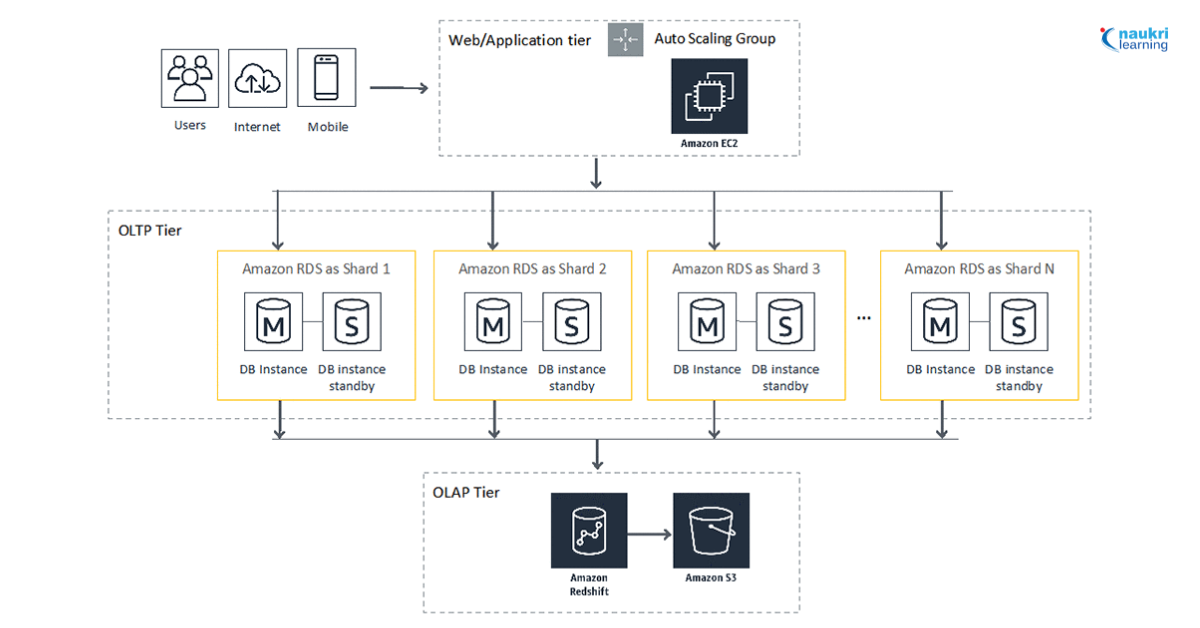 Web/Application tier
Auto Scaling Group
naukri
learning
Users
Internet
Mobile
Amazon EC2
OLTP Tier
Amazon RDS as Shard 1
Amazon RDS as Shard 2
Amazon RDS as Shard 3
Amazon RDS as Shard N
M
S
M
S
M
S
...
M
S
DB Instance
DB instance
standby
DB Instance
DB instance
standby
DB Instance
DB instance
standby
DB Instance
DB instance
standby
OLAP Tier
Amazon
Redshift
Amazon S3